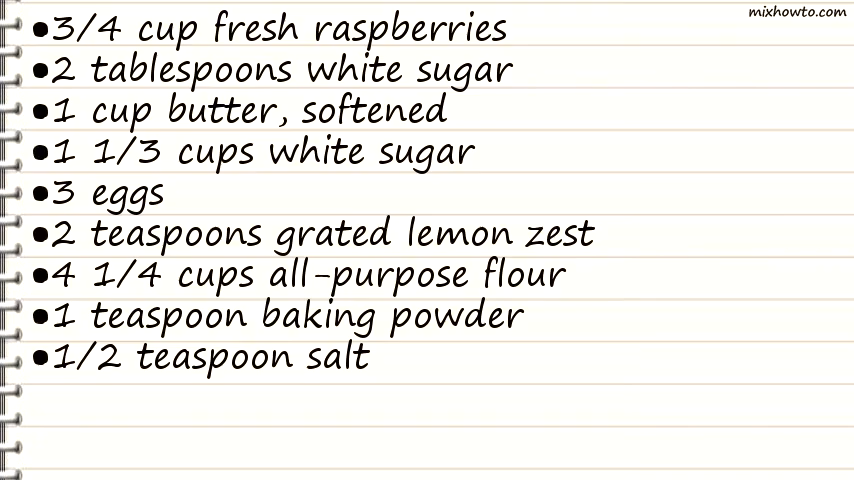 mixhowto.com
•3/4 cup fresh raspberries
•2 tablespoons white sugar
•1 cup butter, softened
•1 1/3 cups white sugar
•3 eggs
•2 teaspoons grated lemon zest
•4 1/4 cups all-purpose flour
•1 teaspoon baking powder
•1/2 teaspoon salt